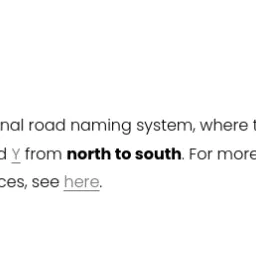 nal road naming system, where
d Y from north to south. For more
ces, see here.